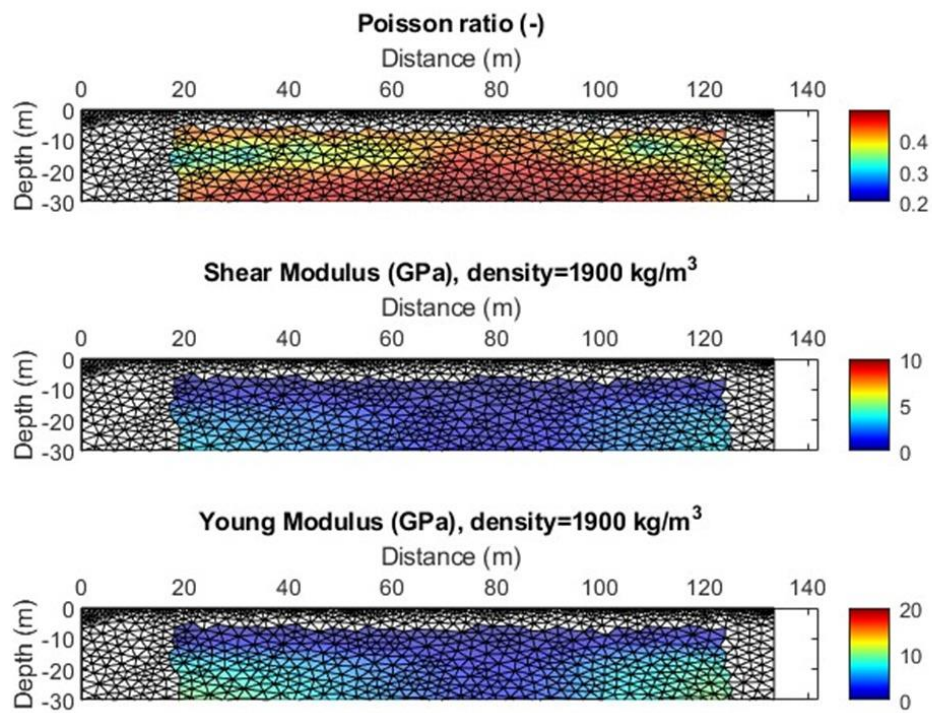 Poisson ratio (-)
Distance (m)
0 20 40 60 80 100 120 140
Depth (m)
0
-10
-20
-30
0.4
0.3
0.2
Shear Modulus (GPa), density=1900 kg/m³
Distance (m)
0 20 40 60 80 100 120 140
Depth (m)
0
-10
-20
-30
10
5
0
Young Modulus (GPa), density=1900 kg/m³
Distance (m)
0 20 40 60 80 100 120 140
Depth (m)
0
-10
-20
-30
20
10
0